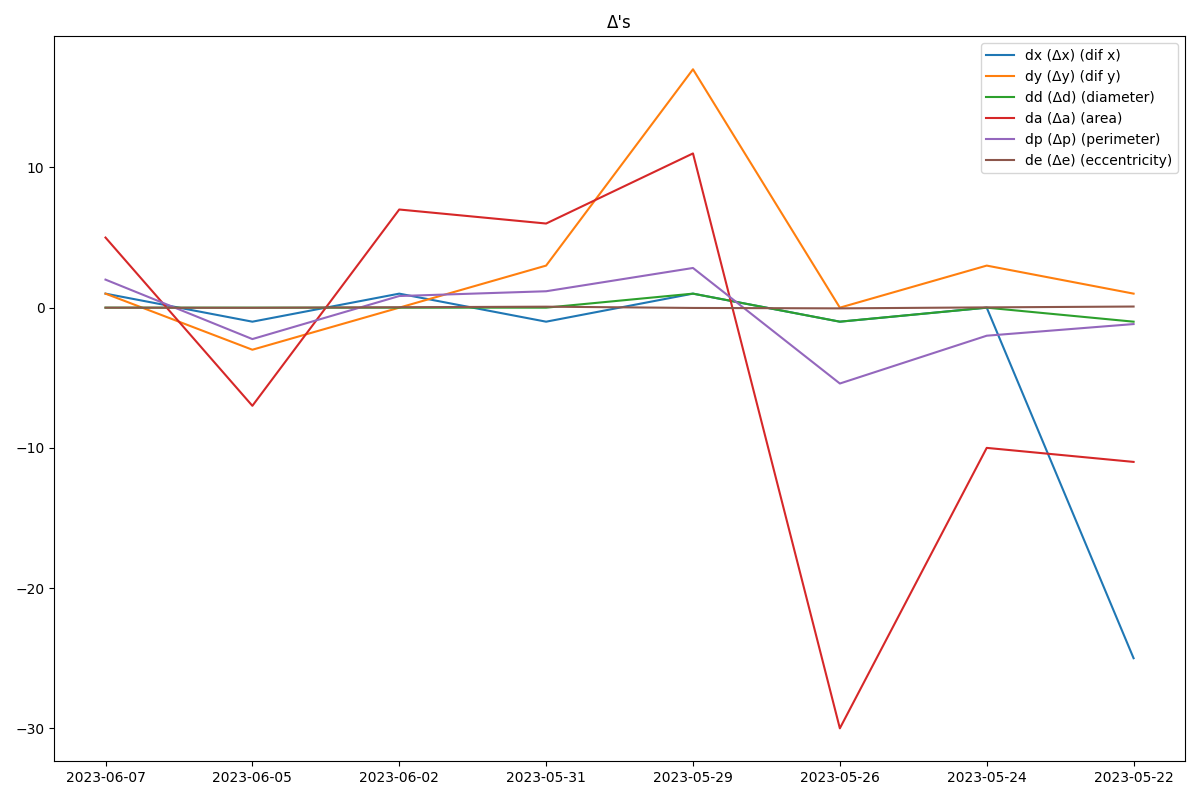 Δ's
dx (Δx) (dif x)
dy (Δy) (dif y)
dd (Δd) (diameter)
da (Δa) (area)
dp (Δp) (perimeter)
de (Δe) (eccentricity)
10
0
−10
−20
−30
2023-06-07 2023-06-05 2023-06-02 2023-05-31 2023-05-29 2023-05-26 2023-05-24 2023-05-22